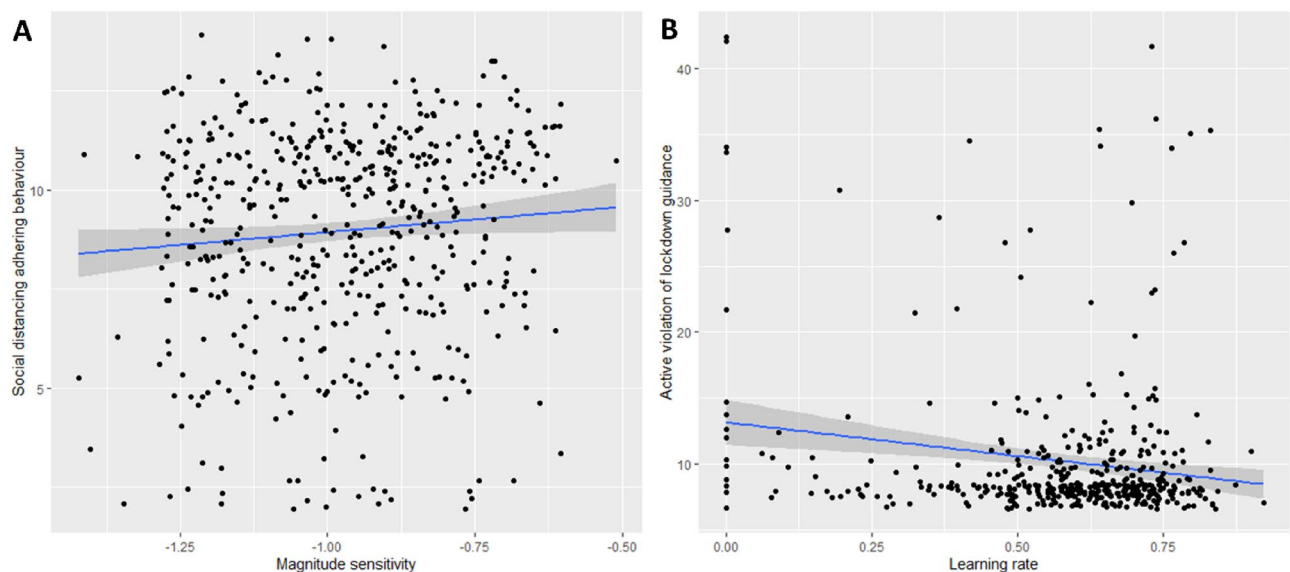 A
Social distancing adhering behaviour
10
5
-1.25
-1.00
-0.75
-0.50
Magnitude sensitivity
B
Active violation of lockdown guidance
40
30
20
10
0.00
0.25
0.50
0.75
Learning rate